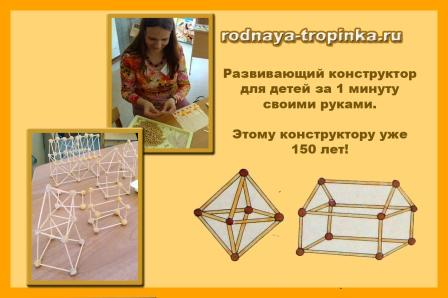 rodnaya-tropinka.ru
Развивающий конструктор
для детей за 1 минуту
своими руками.
Этому конструктору уже
150 лет!